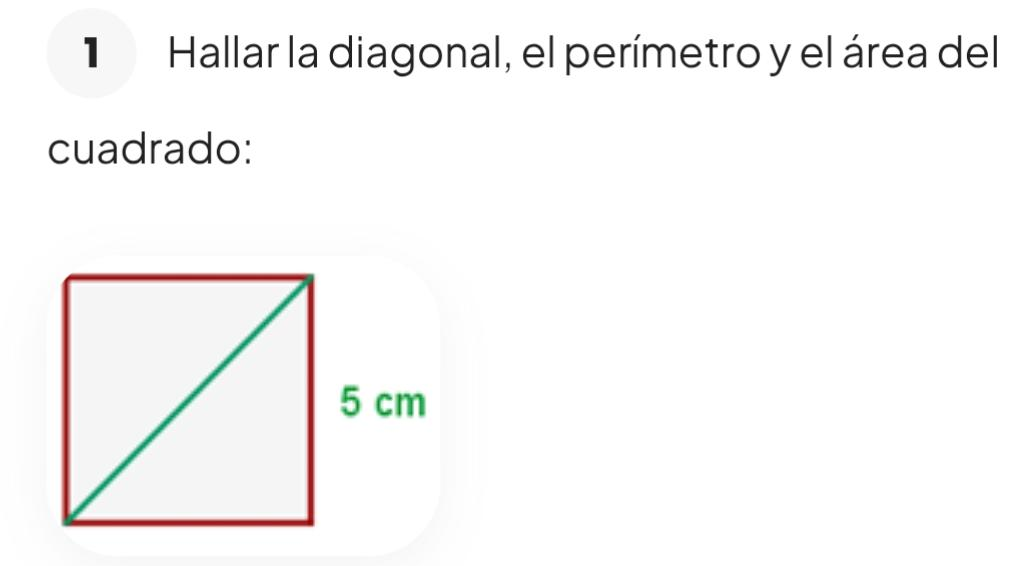 1 Hallar la diagonal, el perímetro y el área del
cuadrado:
5 cm